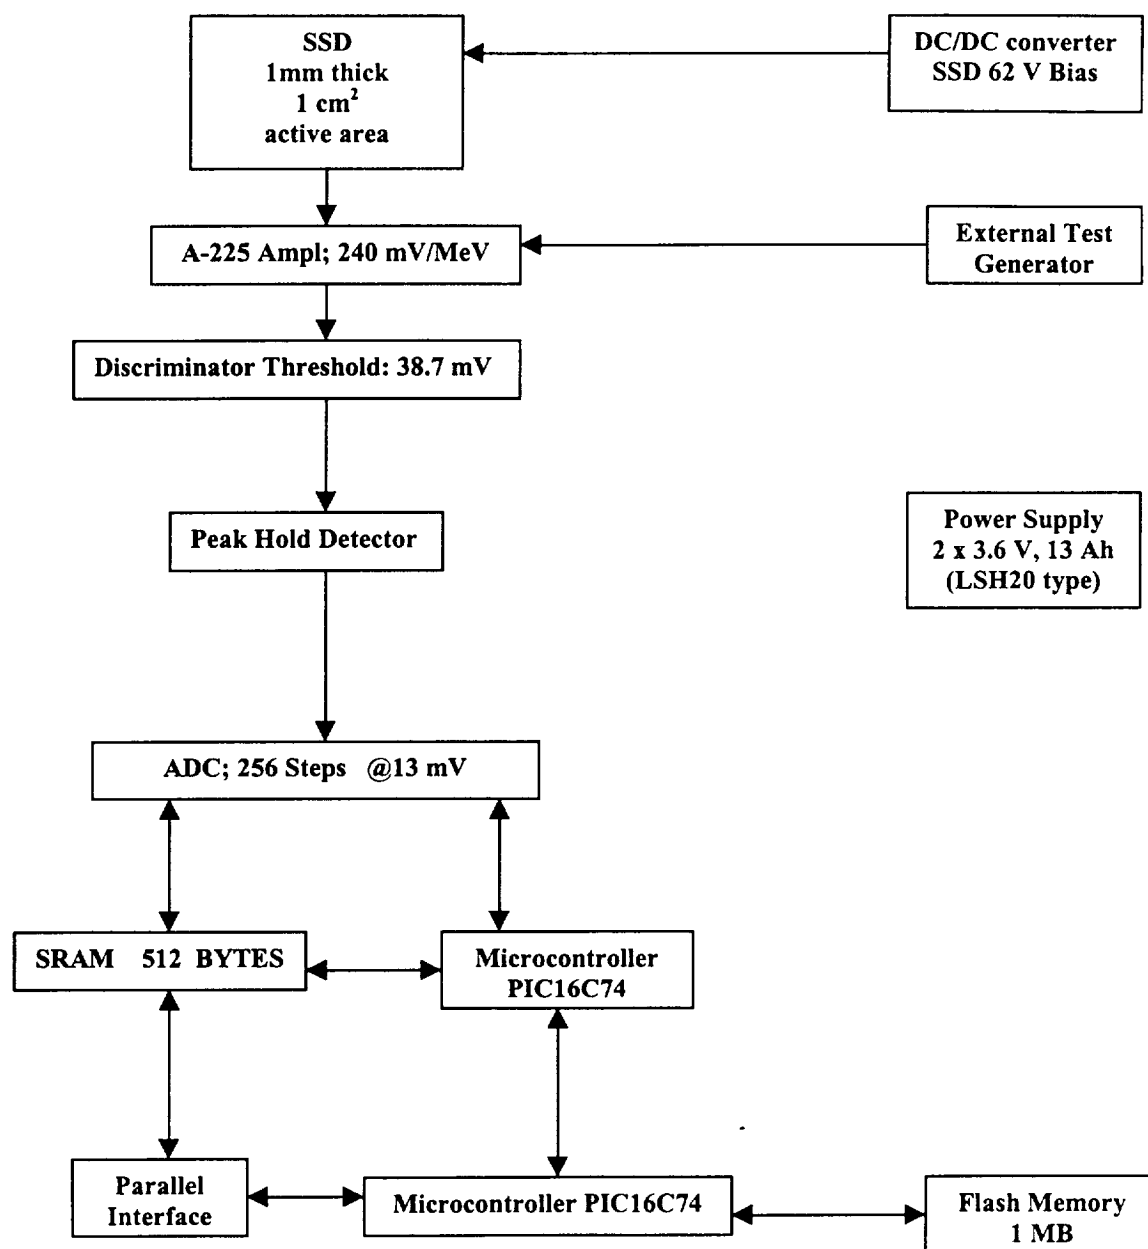 SSD
1mm thick
1 cm²
active area
DC/DC converter
SSD 62 V Bias
A-225 Ampl; 240 mV/MeV
External Test
Generator
Discriminator Threshold: 38.7 mV
Peak Hold Detector
Power Supply
2 x 3.6 V, 13 Ah
(LSH20 type)
ADC; 256 Steps @13 mV
SRAM 512 BYTES
Microcontroller
PIC16C74
Parallel
Interface
Microcontroller PIC16C74
Flash Memory
1 MB